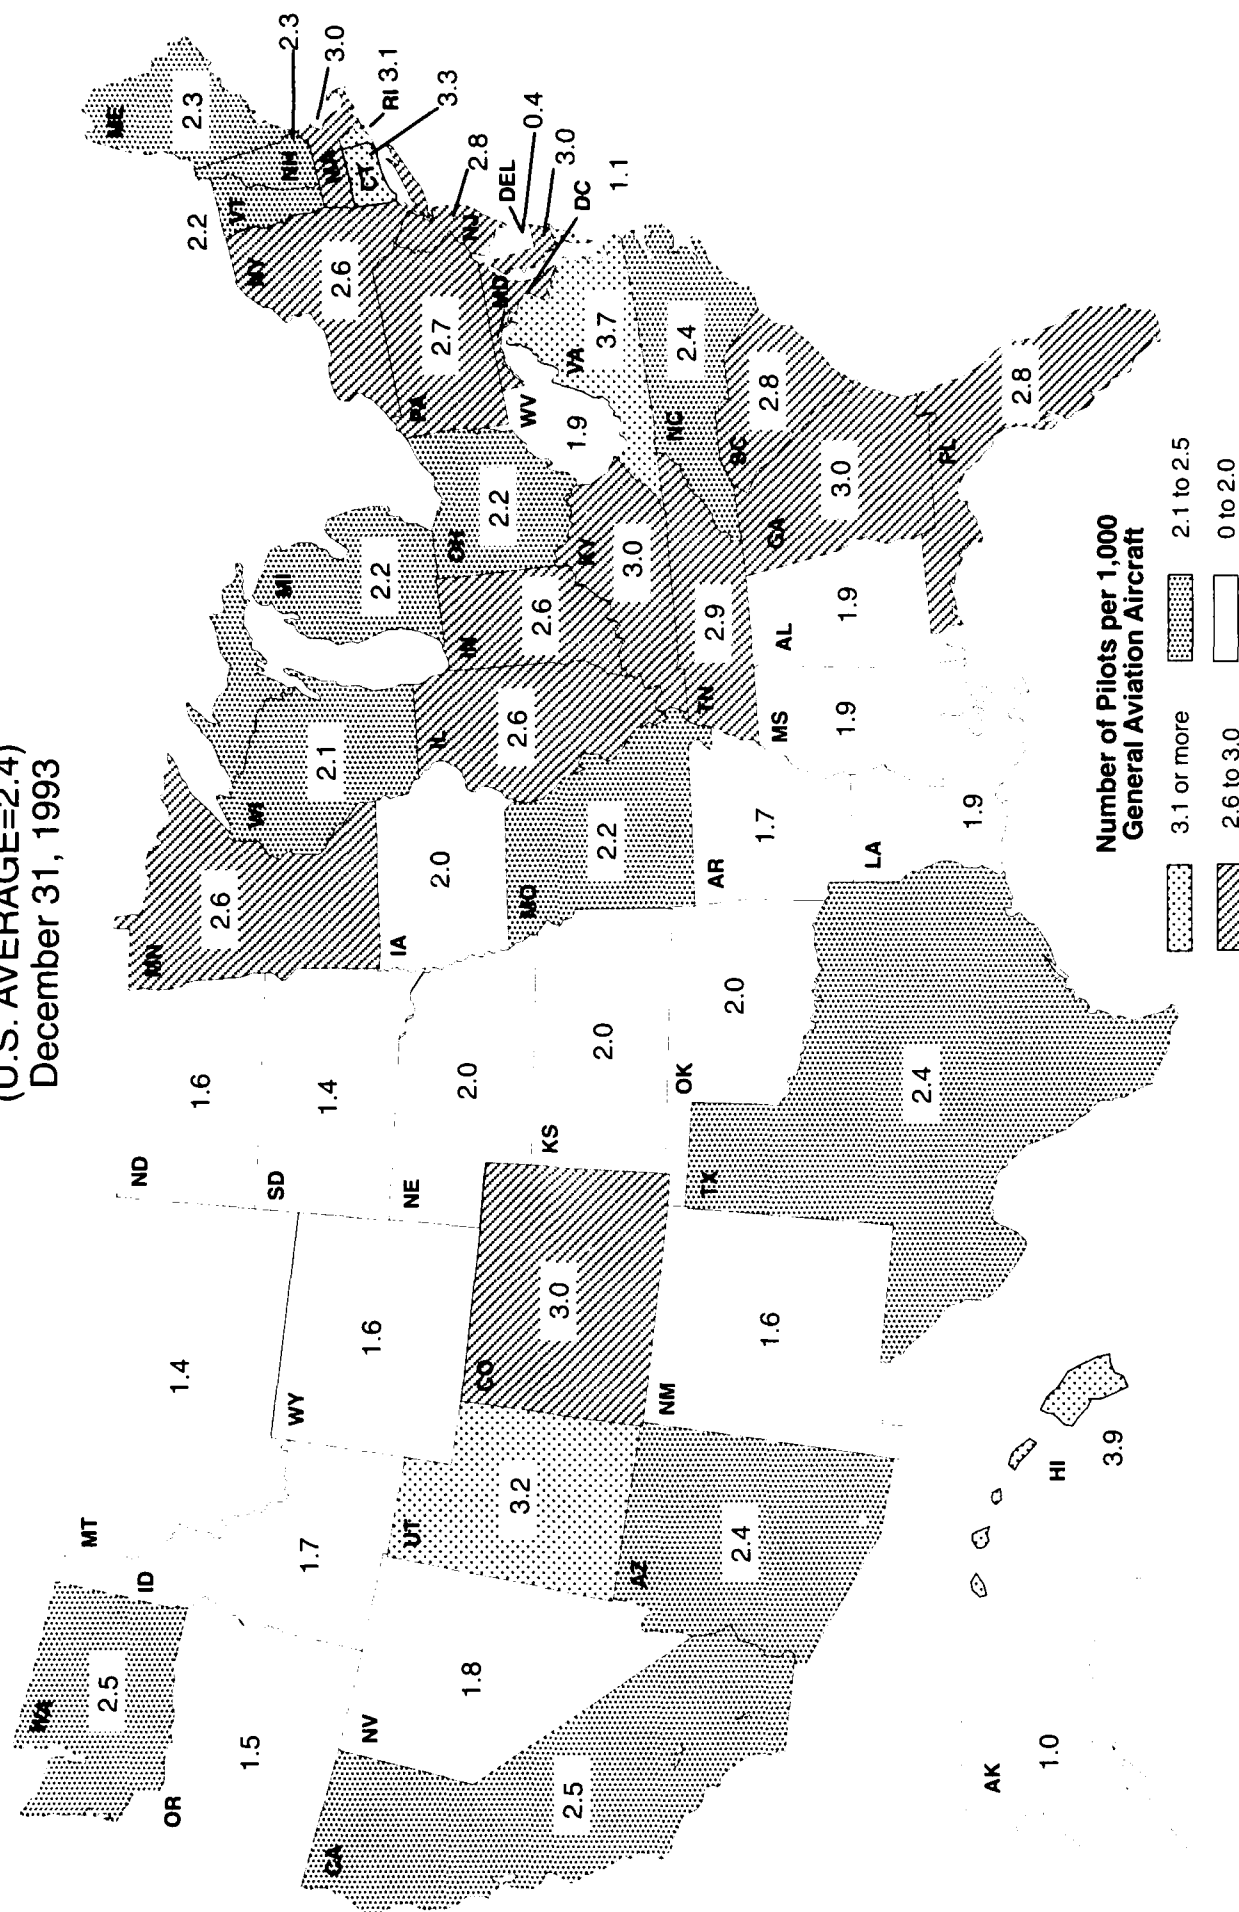 (U.S. AVERAGE=2.4)
December 31, 1993
WA
2.5
MT
1.4
ND
1.6
MN
2.6
OR
1.5
ID
1.7
WY
1.6
SD
1.4
WI
2.1
MI
2.2
NY
2.6
VT
2.2
ME
2.3
NH
2.3
MA
3.0
RI 3.1
CT
3.3
CA
2.5
NV
1.8
UT
3.2
CO
3.0
NE
2.0
IA
2.0
IL
2.6
IN
2.6
OH
2.2
PA
2.7
NJ
2.8
DEL
0.4
MD
3.0
DC
1.1
WV
1.9
VA
3.7
KS
2.0
MO
2.2
KY
3.0
AZ
2.4
NM
1.6
OK
2.0
AR
1.7
TN
2.9
NC
2.4
SC
2.8
TX
2.4
LA
1.9
MS
1.9
AL
1.9
GA
3.0
FL
2.8
AK
1.0
HI
3.9
Number of Pilots per 1,000
General Aviation Aircraft
3.1 or more
2.1 to 2.5
2.6 to 3.0
0 to 2.0